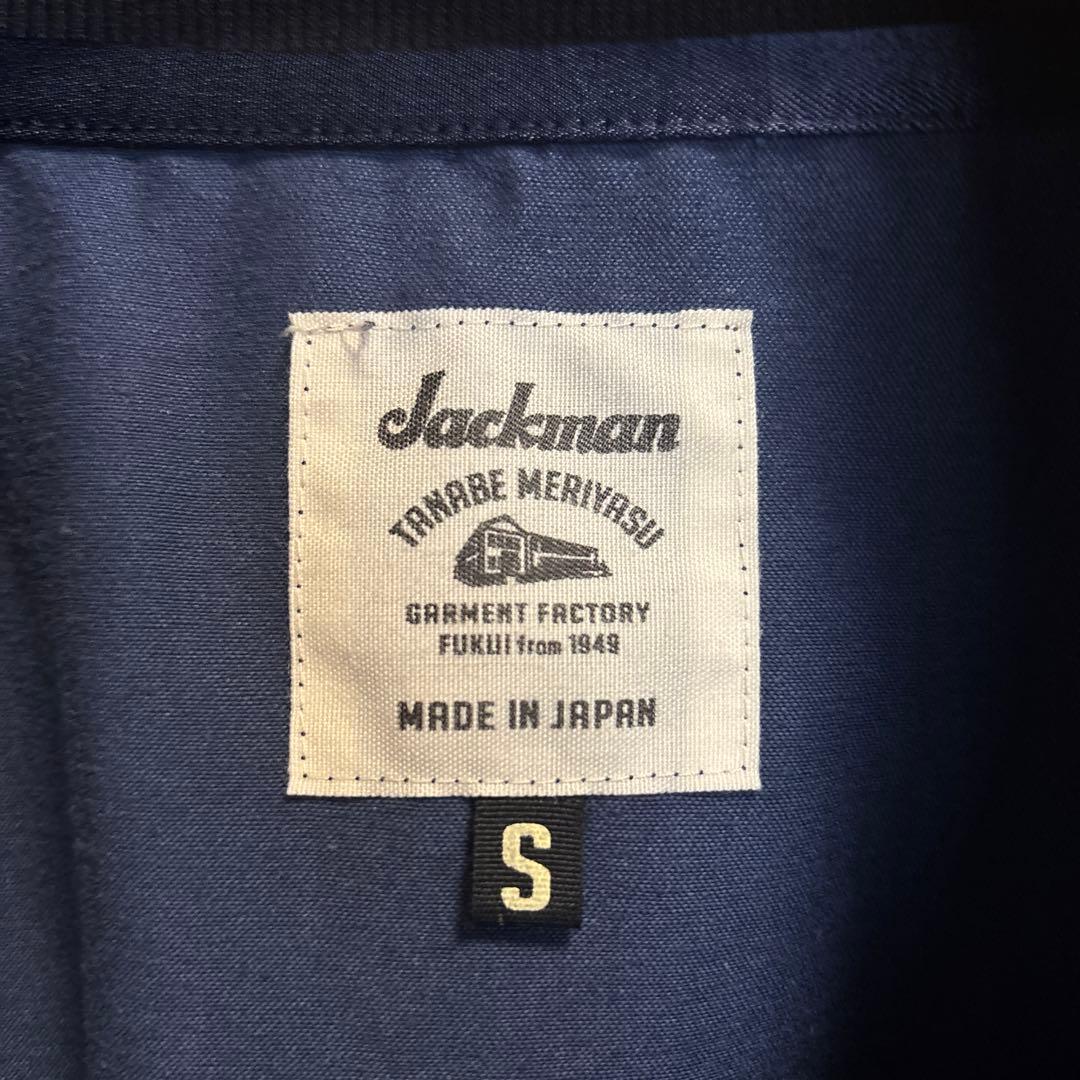 Jackman
TANABE MERIYASU
GARMENT FACTORY
FUKUI from 1949
MADE IN JAPAN
S